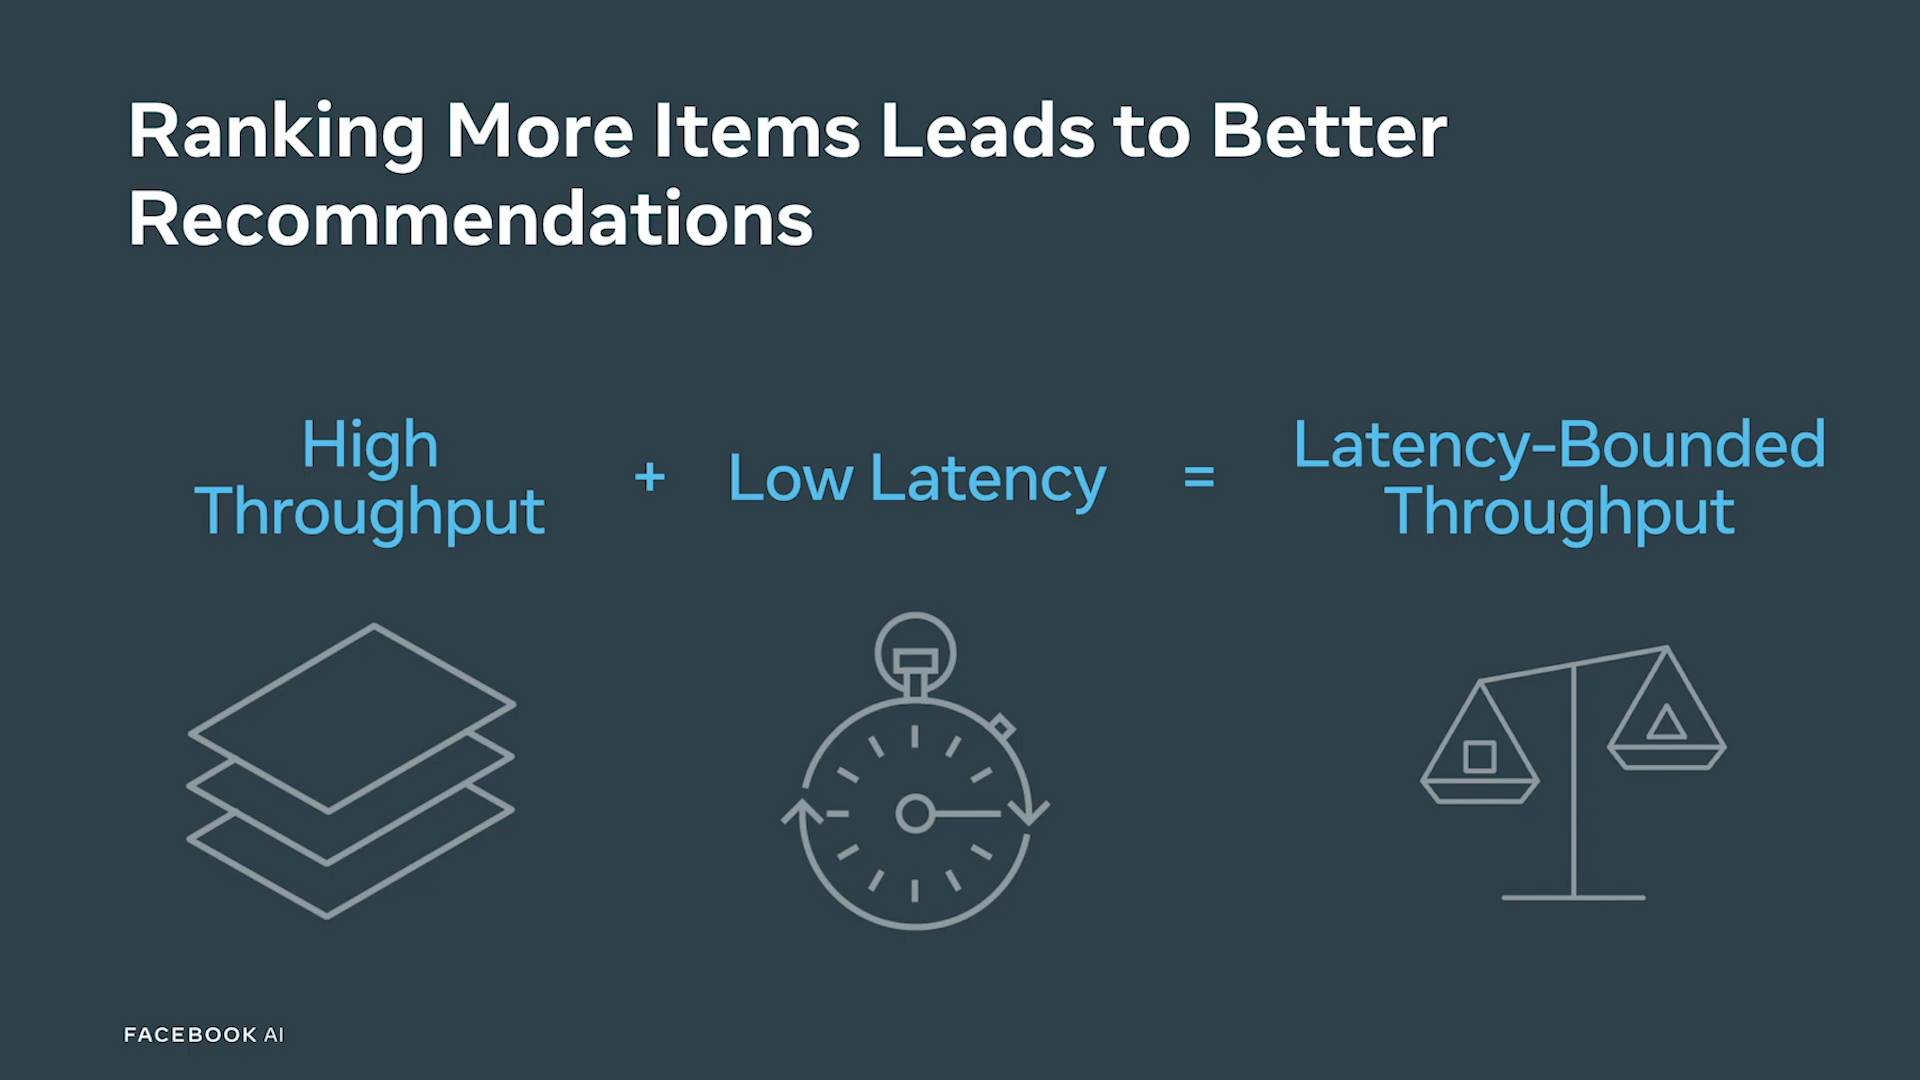 Ranking More Items Leads to Better
Recommendations
High
Throughput
+
Low Latency
=
Latency-Bounded
Throughput
FACEBOOK AI